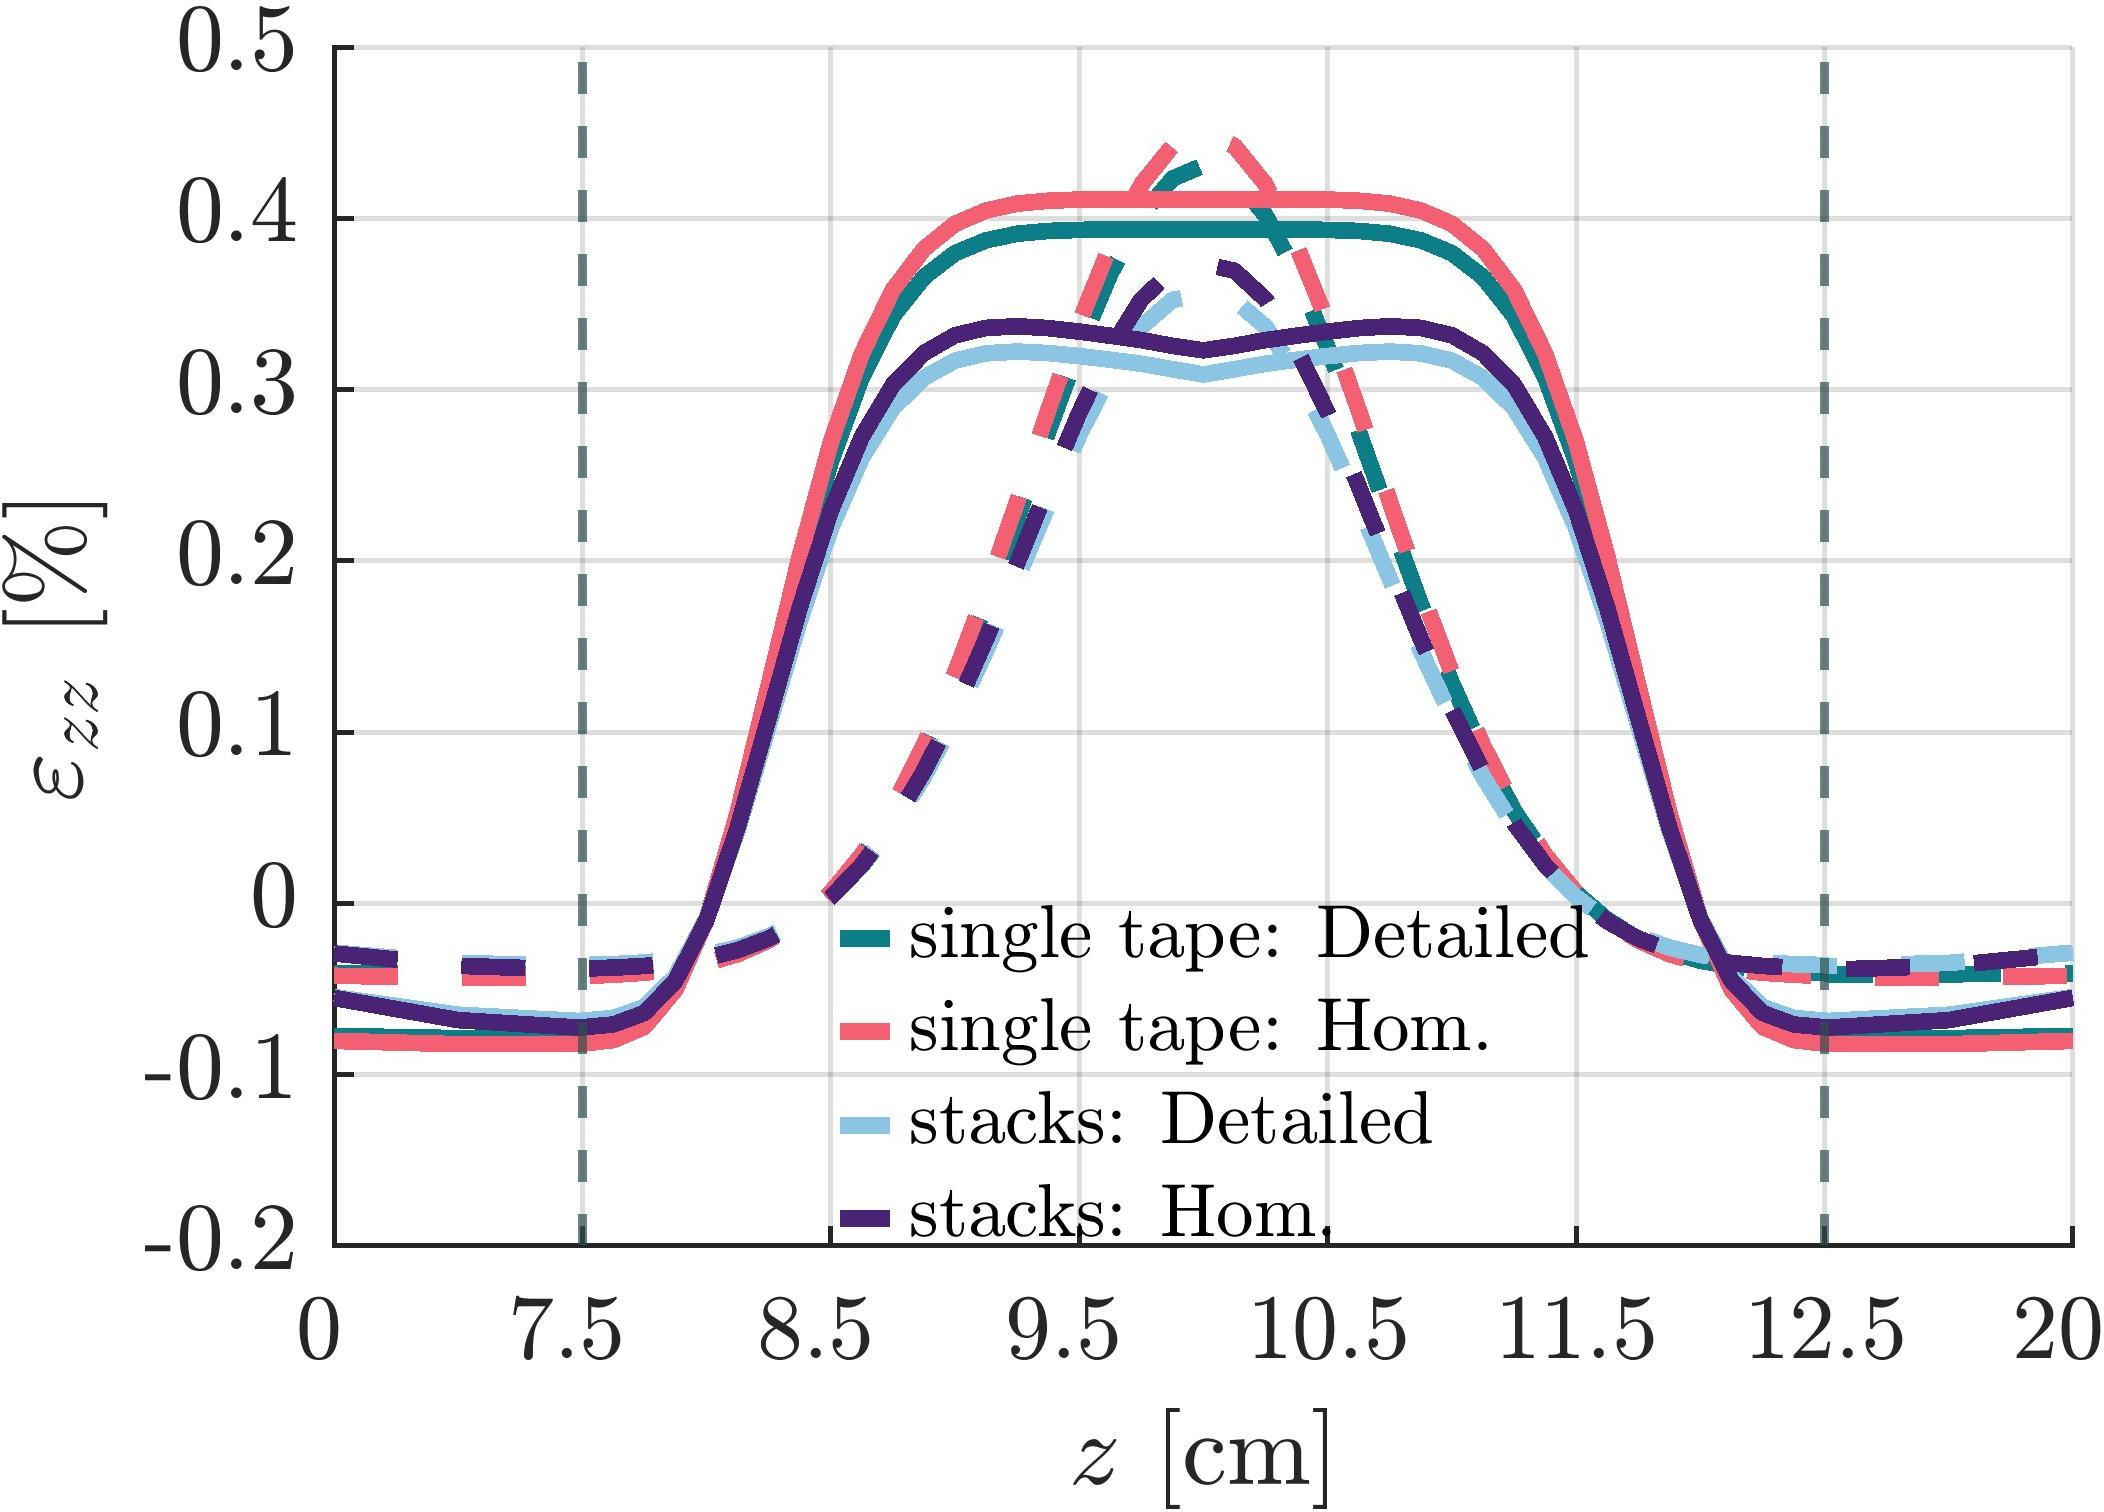 0.5
0.4
0.3
0.2
0.1
0
-0.1
-0.2
ε_zz [%]
single tape: Detailed
single tape: Hom.
stacks: Detailed
stacks: Hom.
0 7.5 8.5 9.5 10.5 11.5 12.5 20
z [cm]